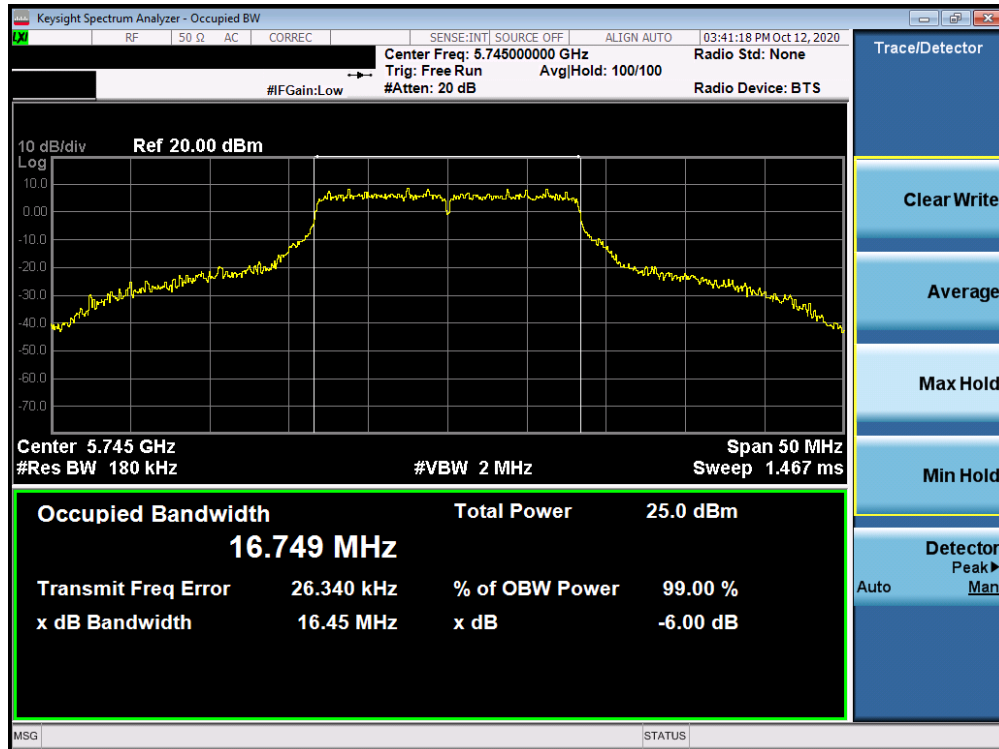 Keysight Spectrum Analyzer - Occupied BW
LXI RF 50 Ω AC CORREC SENSE:INT SOURCE OFF ALIGN AUTO 03:41:18 PM Oct 12, 2020
Center Freq: 5.745000000 GHz Radio Std: None
Trig: Free Run Avg|Hold: 100/100
#IFGain:Low #Atten: 20 dB Radio Device: BTS
10 dB/div Ref 20.00 dBm
Log
10.0
0.00
-10.0
-20.0
-30.0
-40.0
-50.0
-60.0
-70.0
Center 5.745 GHz Span 50 MHz
#Res BW 180 kHz #VBW 2 MHz Sweep 1.467 ms
Occupied Bandwidth Total Power 25.0 dBm
16.749 MHz
Transmit Freq Error 26.340 kHz % of OBW Power 99.00 %
x dB Bandwidth 16.45 MHz x dB -6.00 dB
MSG STATUS
Trace/Detector
Clear Write
Average
Max Hold
Min Hold
Detector
Peak▶
Auto Man